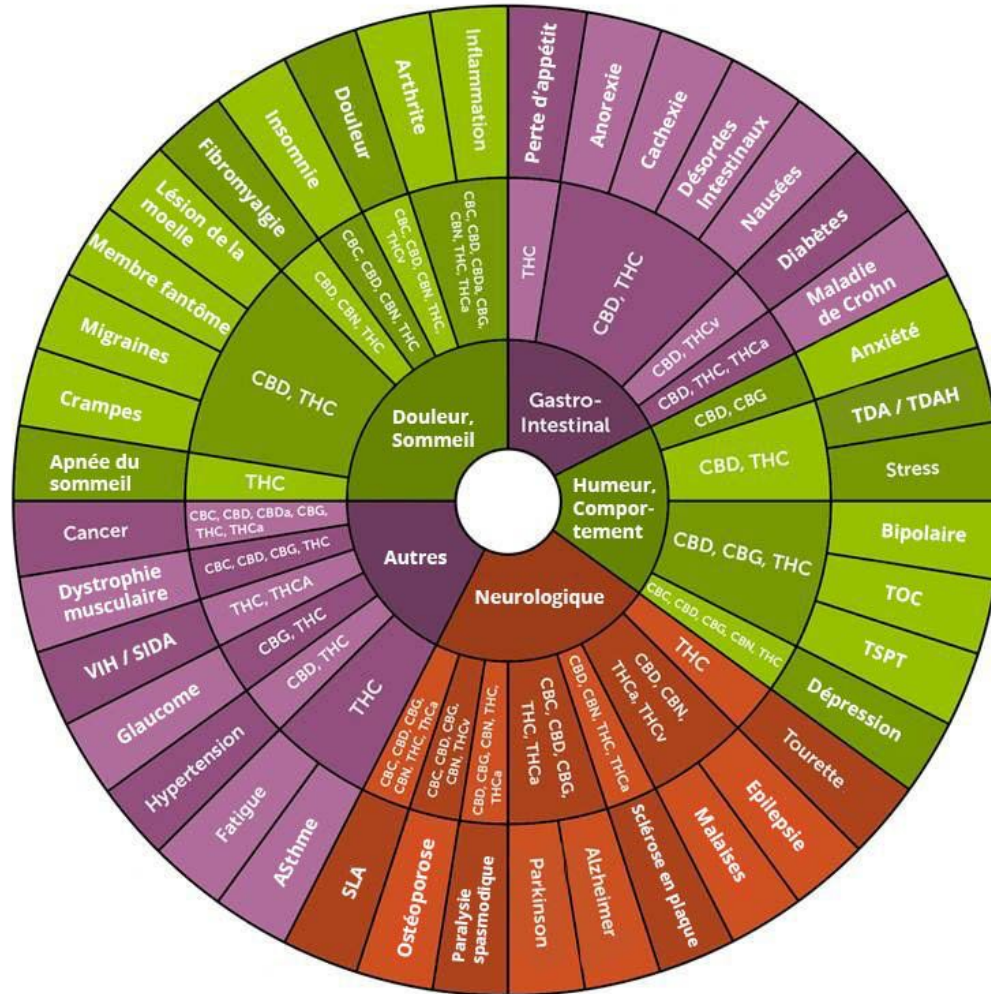 Perte d'appétit
Anorexie
Cachexie
Désordes
Intestinaux
Nausées
Diabètes
Maladie
de Crohn
Anxiété
TDA / TDAH
Stress
Bipolaire
TOC
TSPT
Dépression
Tourette
Epilepsie
Malaises
Sclérose en plaque
Alzheimer
Parkinson
Paralysie
spasmodique
Ostéoporose
SLA
ASthme
Fatigue
Hypertension
Glaucome
VIH / SIDA
Dystrophie
musculaire
Cancer
Apnée du
sommeil
Crampes
Migraines
Membre fantôme
Lésion de la
moelle
Fibromyalgie
Insomnie
Douleur
Arthrite
Inflammation
THC
CBD, THC
CBD, THCv
CBD, THC, THCa
CBD, CBG
CBD, THC
CBD, CBG, THC
CBC, CBD, CBG, CBN, THC
THC
CBD, CBN,
THCa, THCv
CBD, CBN, THC, THCa
CBC, CBD, CBG,
THC, THCa
CBD, CBG, CBN, THC,
THCa
CBC, CBD, CBG,
CBN, THCv
CBC, CBD, CBG,
CBN, THC, ThCa
THC
CBD, THC
CBG, THC
THC, THCA
CBC, CBD, CBG, THC
CBC, CBD, CBDa, CBG,
THC, THCa
THC
CBD, THC
CBD, CBN, THC
CBC, CBD, CBN, THC
CBC, CBD, CBN, THC,
THCv
CBC, CBD, CBDa, CBG,
CBN, THC, THCa
Gastro-
Intestinal
Humeur,
Compor-
tement
Neurologique
Autres
Douleur,
Sommeil